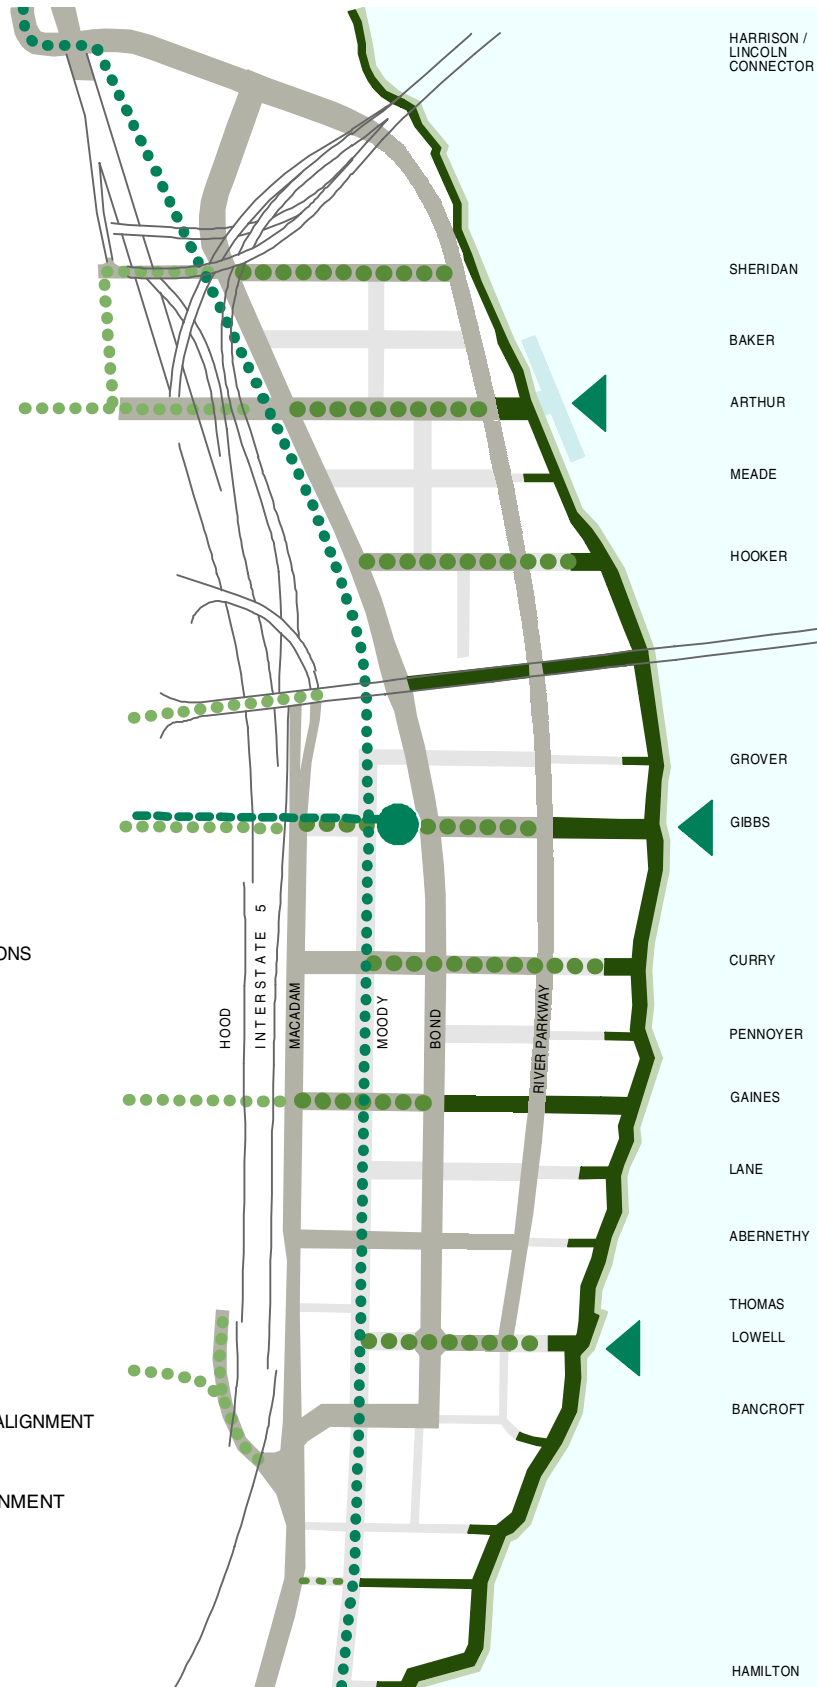 HARRISON /
LINCOLN
CONNECTOR
SHERIDAN
BAKER
ARTHUR
MEADE
HOOKER
GROVER
GIBBS
ONS
CURRY
HOOD
INTERSTATE 5
MACADAM
MOODY
BOND
RIVER PARKWAY
PENNOYER
GAINES
LANE
ABERNETHY
THOMAS
LOWELL
BANCROFT
ALIGNMENT
NMENT
HAMILTON